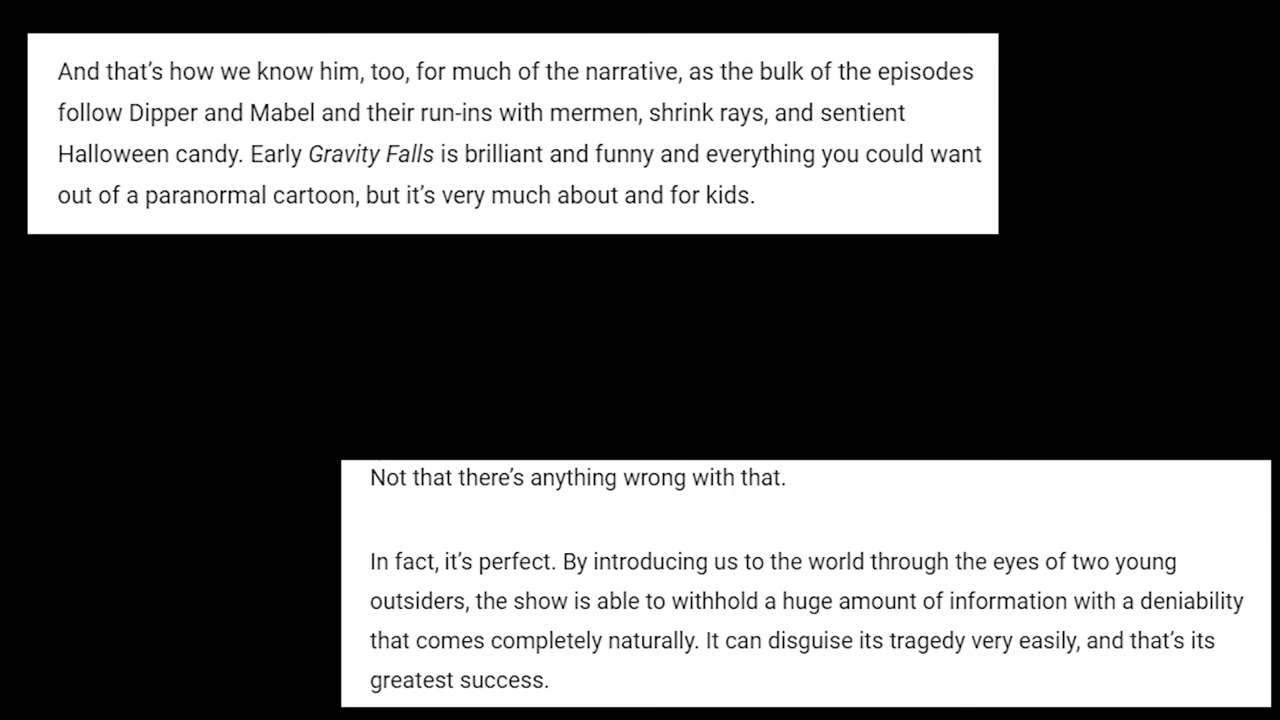 And that’s how we know him, too, for much of the narrative, as the bulk of the episodes
follow Dipper and Mabel and their run-ins with mermen, shrink rays, and sentient
Halloween candy. Early Gravity Falls is brilliant and funny and everything you could want
out of a paranormal cartoon, but it’s very much about and for kids.
Not that there’s anything wrong with that.
In fact, it’s perfect. By introducing us to the world through the eyes of two young
outsiders, the show is able to withhold a huge amount of information with a deniability
that comes completely naturally. It can disguise its tragedy very easily, and that’s its
greatest success.